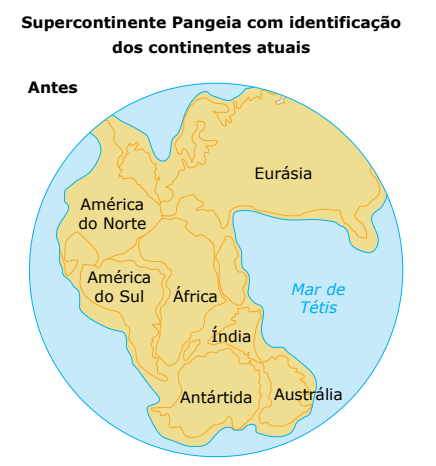 Supercontinente Pangeia com identificação
dos continentes atuais
Antes
Eurásia
América
do Norte
América
do Sul
África
Mar de
Tétis
Índia
Antártida
Austrália